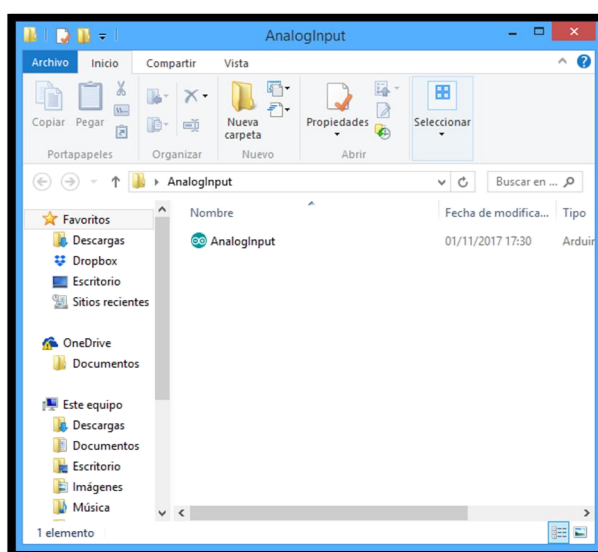 AnalogInput
Archivo Inicio Compartir Vista
Copiar Pegar Nueva carpeta Propiedades Seleccionar
Portapapeles Organizar Nuevo Abrir
AnalogInput Buscar en ...
Nombre Fecha de modifica... Tipo
AnalogInput 01/11/2017 17:30 Arduin
Favoritos
Descargas
Dropbox
Escritorio
Sitios recientes
OneDrive
Documentos
Este equipo
Descargas
Documentos
Escritorio
Imágenes
Música
1 elemento